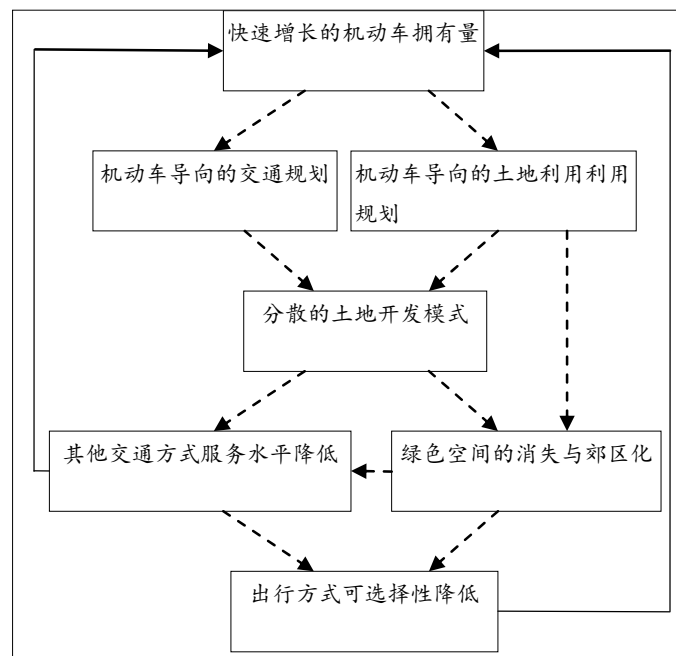 快速增长的机动车拥有量
机动车导向的交通规划
机动车导向的土地利用利用
规划
分散的土地开发模式
其他交通方式服务水平降低
绿色空间的消失与郊区化
出行方式可选择性降低